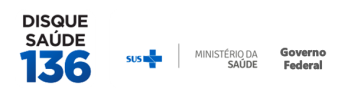 DISQUE
SAÚDE
136
SUS
MINISTÉRIO DA
SAÚDE
Governo
Federal